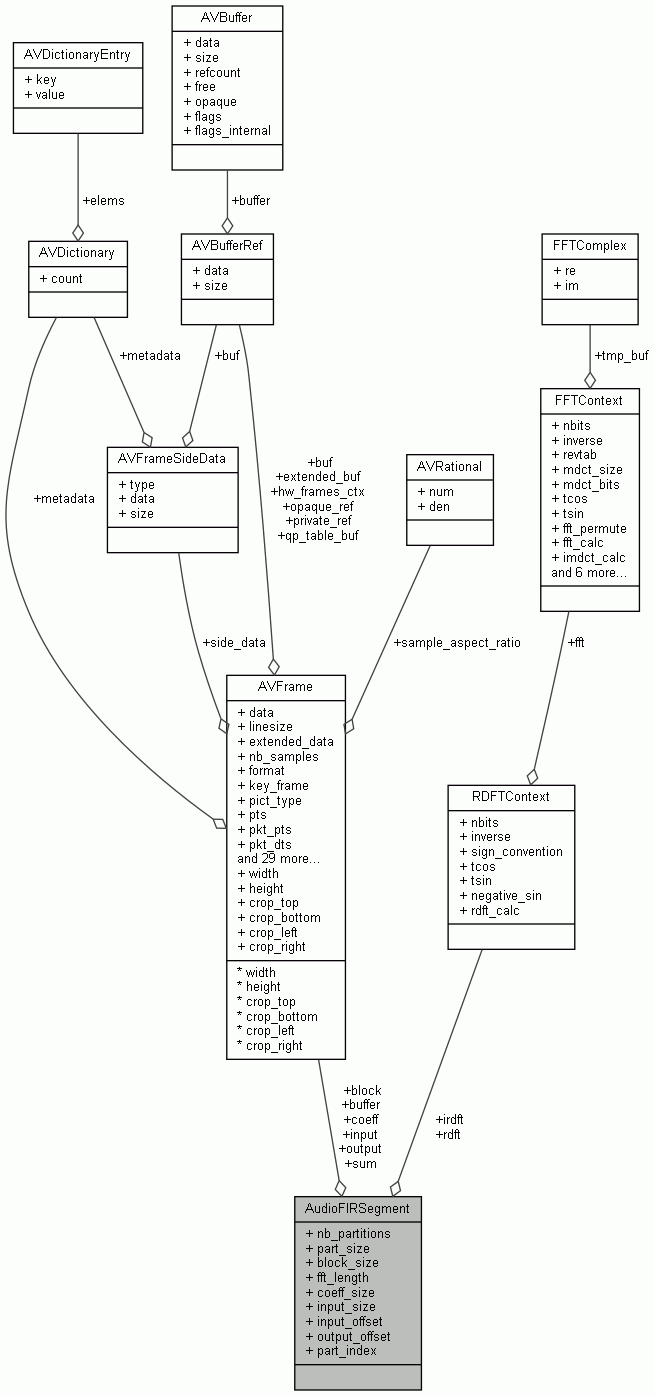 AVBuffer
+ data
+ size
+ refcount
+ free
+ opaque
+ flags
+ flags_internal
AVDictionaryEntry
+ key
+ value
+elems
+buffer
AVDictionary
+ count
AVBufferRef
+ data
+ size
FFTComplex
+ re
+ im
+metadata
+buf
+tmp_buf
FFTContext
+ nbits
+ inverse
+ revtab
+ mdct_size
+ mdct_bits
+ tcos
+ tsin
+ fft_permute
+ fft_calc
+ imdct_calc
and 6 more...
AVFrameSideData
+ type
+ data
+ size
+metadata
+buf
+extended_buf
+hw_frames_ctx
+opaque_ref
+private_ref
+qp_table_buf
AVRational
+ num
+ den
+side_data
+sample_aspect_ratio
+fft
AVFrame
+ data
+ linesize
+ extended_data
+ nb_samples
+ format
+ key_frame
+ pict_type
+ pts
+ pkt_pts
+ pkt_dts
and 29 more...
+ width
+ height
+ crop_top
+ crop_bottom
+ crop_left
+ crop_right
* width
* height
* crop_top
* crop_bottom
* crop_left
* crop_right
RDFTContext
+ nbits
+ inverse
+ sign_convention
+ tcos
+ tsin
+ negative_sin
+ rdft_calc
+block
+buffer
+coeff
+input
+output
+sum
+irdft
+rdft
AudioFIRSegment
+ nb_partitions
+ part_size
+ block_size
+ fft_length
+ coeff_size
+ input_size
+ input_offset
+ output_offset
+ part_index